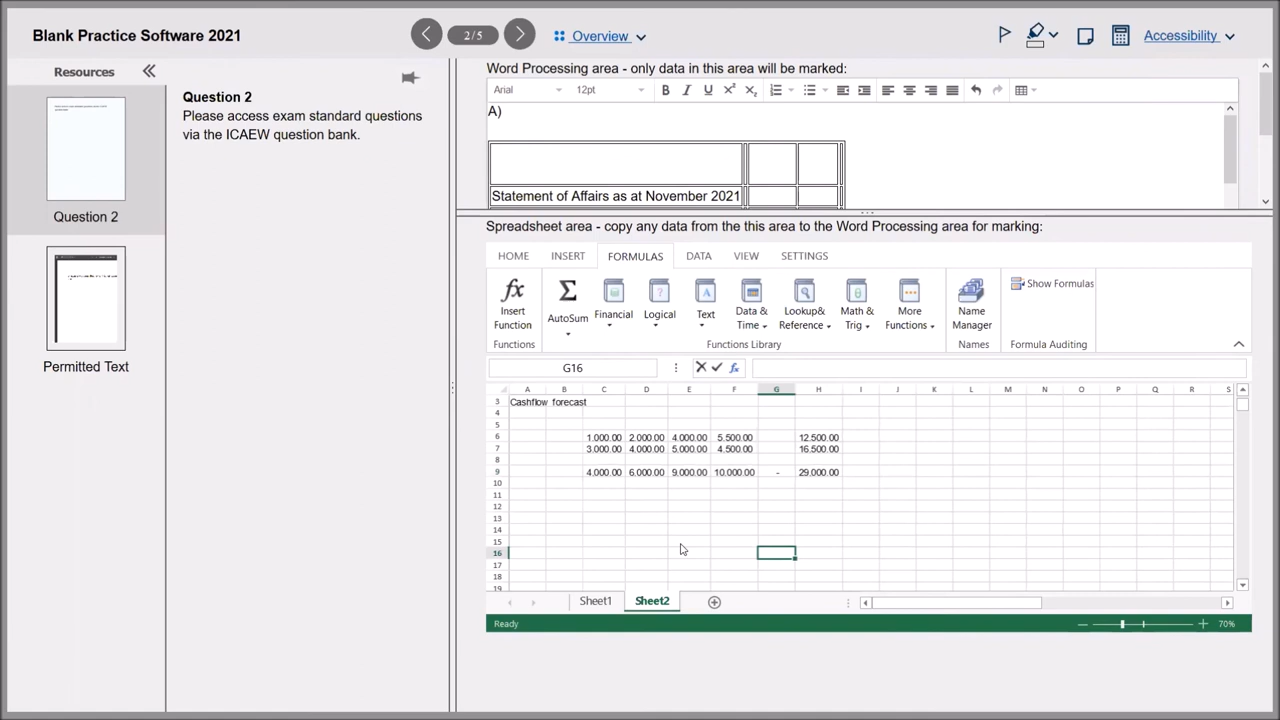 Blank Practice Software 2021
2/5
Overview
Accessibility
Resources
Question 2
Permitted Text
Question 2
Please access exam standard questions
via the ICAEW question bank.
Word Processing area - only data in this area will be marked:
Arial 12pt B I U X² X₂
A)
Statement of Affairs as at November 2021
Spreadsheet area - copy any data from the this area to the Word Processing area for marking:
HOME INSERT FORMULAS DATA VIEW SETTINGS
fx Insert Function
Σ AutoSum
Financial
Logical
Text
Data & Time
Lookup& Reference
Math & Trig
More Functions
Name Manager
Show Formulas
Functions
Functions Library
Names
Formula Auditing
G16 fx
A B C D E F G H I J K L M N O P Q R S
3 Cashflow forecast
4
5
6 1.000.00 2.000.00 4.000.00 5.500.00 12.500.00
7 3.000.00 4.000.00 5.000.00 4.500.00 16.500.00
8
9 4.000.00 6.000.00 9.000.00 10.000.00 - 29,000.00
10
11
12
13
14
15
16
17
18
19
Sheet1 Sheet2
Ready 70%